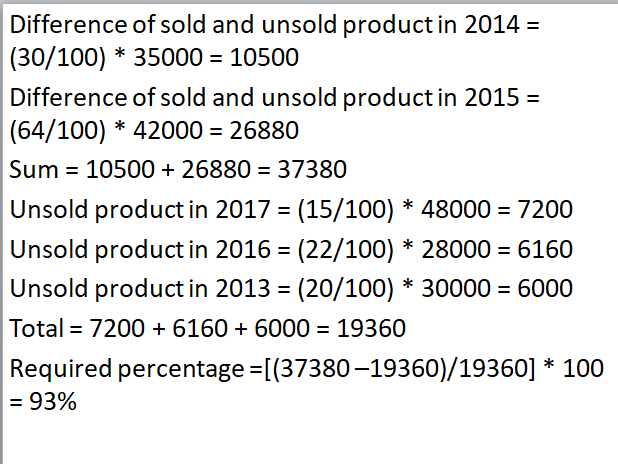 Difference of sold and unsold product in 2014 =
(30/100) * 35000 = 10500
Difference of sold and unsold product in 2015 =
(64/100) * 42000 = 26880
Sum = 10500 + 26880 = 37380
Unsold product in 2017 = (15/100) * 48000 = 7200
Unsold product in 2016 = (22/100) * 28000 = 6160
Unsold product in 2013 = (20/100) * 30000 = 6000
Total = 7200 + 6160 + 6000 = 19360
Required percentage =[(37380 –19360)/19360] * 100
= 93%